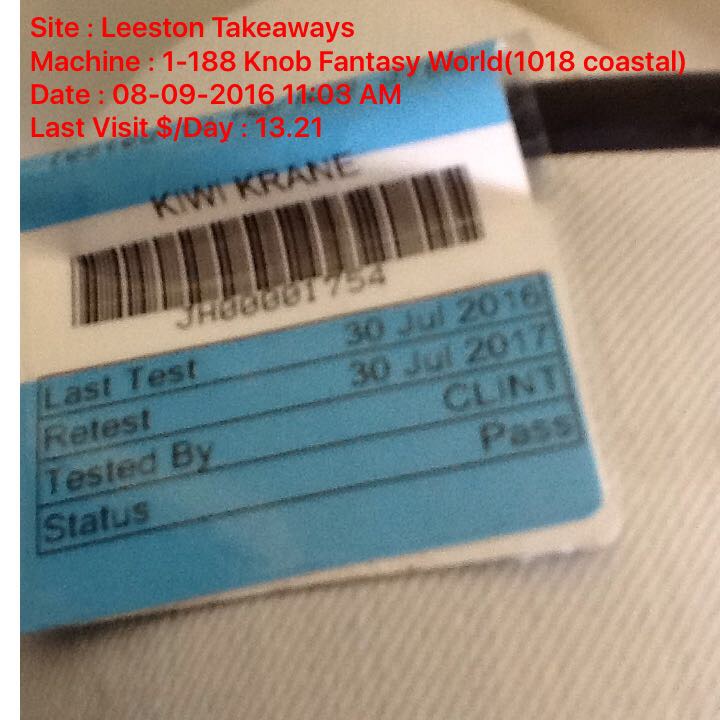 Site : Leeston Takeaways
Machine : 1-188 Knob Fantasy World(1018 coastal)
Date : 08-09-2016 11:03 AM
Last Visit $/Day : 13.21
KIWI KRANE
JH00001754
Last Test 30 Jul 2016
Retest 30 Jul 2017
Tested By CLINT
Status Pass